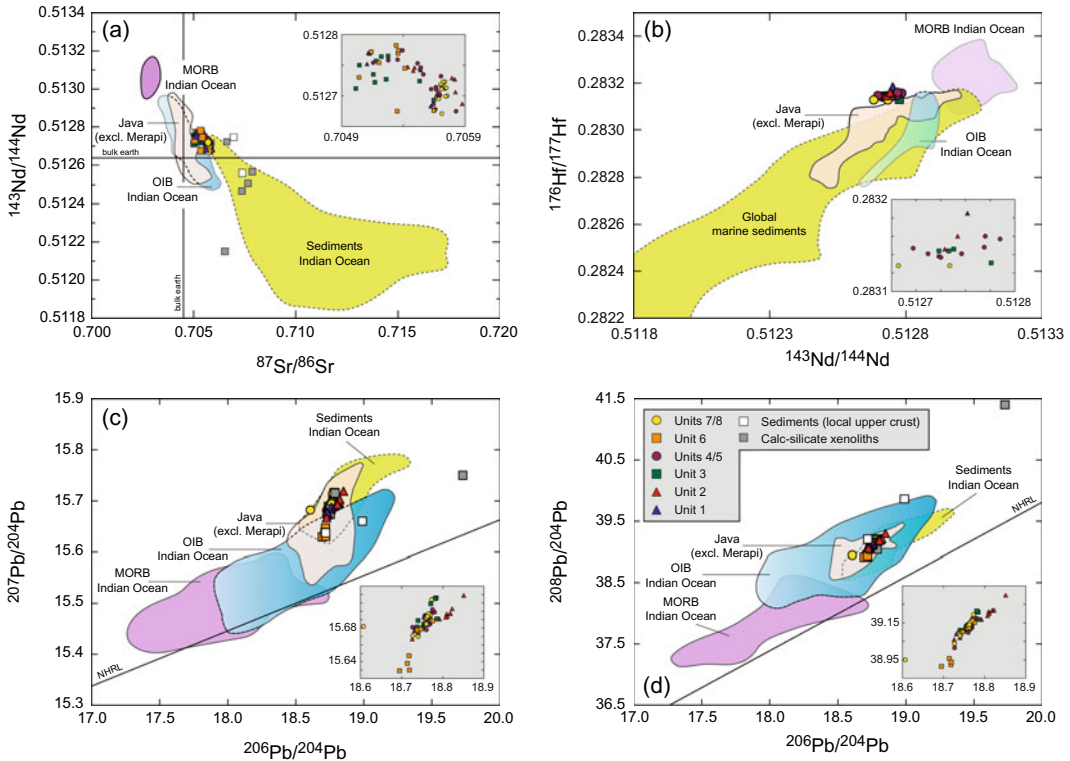 (a)
0.5134
0.5133
0.5132
0.5131
0.5130
0.5129
0.5128
0.5126
0.5125
0.5124
0.5122
0.5120
0.5118
143Nd/144Nd
MORB
Indian Ocean
Java
(excl. Merapi)
bulk earth
OIB
Indian Ocean
bulk earth
Sediments
Indian Ocean
0.5128
0.5127
0.7049
0.7059
0.700
0.705
0.710
0.715
0.720
87Sr/86Sr
(b)
0.2834
0.2832
0.2830
0.2828
0.2826
0.2824
0.2822
176Hf/177Hf
MORB Indian Ocean
Java
(excl. Merapi)
OIB
Indian Ocean
Global
marine sediments
0.2832
0.2831
0.5127
0.5128
0.5118
0.5123
0.5128
0.5133
143Nd/144Nd
(c)
15.9
15.8
15.7
15.6
15.5
15.4
15.3
207Pb/204Pb
Sediments
Indian Ocean
Java
(excl. Merapi)
OIB
Indian Ocean
MORB
Indian Ocean
NHRL
15.68
15.64
18.6
18.7
18.8
18.9
17.0
17.5
18.0
18.5
19.0
19.5
20.0
206Pb/204Pb
41.5
40.5
39.5
38.5
37.5
36.5
208Pb/204Pb
Units 7/8
Unit 6
Units 4/5
Unit 3
Unit 2
Unit 1
Sediments (local upper crust)
Calc-silicate xenoliths
Sediments
Indian Ocean
NHRL
Java
(excl. Merapi)
OIB
Indian Ocean
MORB
Indian Ocean
39.15
38.95
18.6
18.7
18.8
18.9
(d)
17.0
17.5
18.0
18.5
19.0
19.5
20.0
206Pb/204Pb